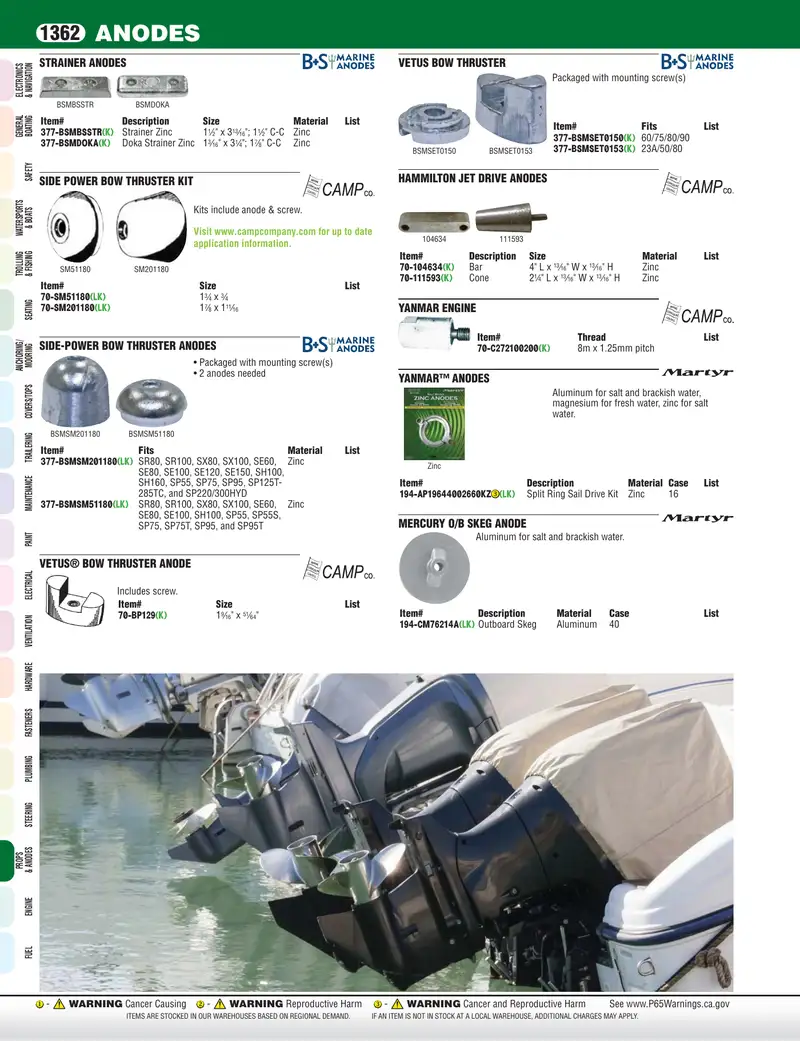 1362 ANODES
ELECTRONICS & NAVIGATION
GENERAL BOATING
SAFETY
WATERSPORTS & BOATS
TROLLING & FISHING
SEATING
ANCHORING/ MOORING
COVERS/TOPS
TRAILERING
MAINTENANCE
PAINT
ELECTRICAL
VENTILATION
HARDWARE
FASTENERS
PLUMBING
STEERING
PROPS & ANODES
ENGINE
FUEL
STRAINER ANODES
B+S MARINE ANODES
BSMBSSTR BSMDOKA
Item# Description Size Material List
377-BSMBSSTR(K) Strainer Zinc 1½" x 3¹³⁄₁₆"; 1½" C-C Zinc
377-BSMDOKA(K) Doka Strainer Zinc 1³⁄₁₆" x 3¼"; 1⅞" C-C Zinc
SIDE POWER BOW THRUSTER KIT
CAMP CO.
Kits include anode & screw.
Visit www.campcompany.com for up to date
application information.
SM51180 SM201180
Item# Size List
70-SM51180(LK) 1¾ x ¾
70-SM201180(LK) 1⅞ x 1¹¹⁄₁₆
SIDE-POWER BOW THRUSTER ANODES
B+S MARINE ANODES
• Packaged with mounting screw(s)
• 2 anodes needed
BSMSM201180 BSMSM51180
Item# Fits Material List
377-BSMSM201180(LK) SR80, SR100, SX80, SX100, SE60, Zinc
SE80, SE100, SE120, SE150, SH100,
SH160, SP55, SP75, SP95, SP125T-
285TC, and SP220/300HYD
377-BSMSM51180(LK) SR80, SR100, SX80, SX100, SE60, Zinc
SE80, SE100, SH100, SP55, SP55S,
SP75, SP75T, SP95, and SP95T
VETUS® BOW THRUSTER ANODE
CAMP CO.
Includes screw.
Item# Size List
70-BP129(K) 1⁹⁄₁₆" x ⁵¹⁄₆₄"
VETUS BOW THRUSTER
B+S MARINE ANODES
Packaged with mounting screw(s)
BSMSET0150 BSMSET0153
Item# Fits List
377-BSMSET0150(K) 60/75/80/90
377-BSMSET0153(K) 23A/50/80
HAMMILTON JET DRIVE ANODES
CAMP CO.
104634 111593
Item# Description Size Material List
70-104634(K) Bar 4" L x ¹³⁄₁₆" W x ¹³⁄₁₆" H Zinc
70-111593(K) Cone 2¼" L x ¹³⁄₁₆" W x ¹³⁄₁₆" H Zinc
YANMAR ENGINE
CAMP CO.
Item# Thread List
70-C272100200(K) 8m x 1.25mm pitch
YANMAR™ ANODES
Martyr
Aluminum for salt and brackish water,
magnesium for fresh water, zinc for salt
water.
ZINC ANODES
Zinc
Item# Description Material Case List
194-AP19644002660KZ3(LK) Split Ring Sail Drive Kit Zinc 16
MERCURY O/B SKEG ANODE
Martyr
Aluminum for salt and brackish water.
Item# Description Material Case List
194-CM76214A(LK) Outboard Skeg Aluminum 40
1 - WARNING Cancer Causing 2 - WARNING Reproductive Harm 3 - WARNING Cancer and Reproductive Harm See www.P65Warnings.ca.gov
ITEMS ARE STOCKED IN OUR WAREHOUSES BASED ON REGIONAL DEMAND. IF AN ITEM IS NOT IN STOCK AT A LOCAL WAREHOUSE, ADDITIONAL CHARGES MAY APPLY.